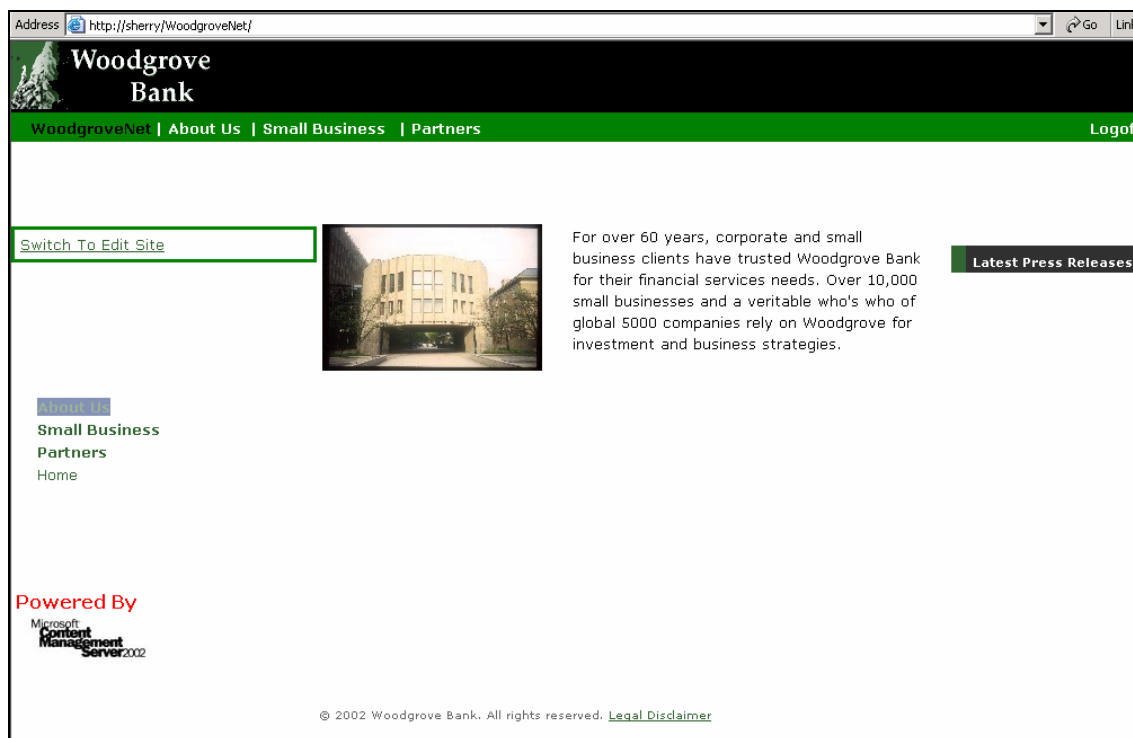 Address http://sherry/WoodgroveNet/ Go
Woodgrove
Bank
WoodgroveNet | About Us | Small Business | Partners
Switch To Edit Site
For over 60 years, corporate and small
business clients have trusted Woodgrove Bank
for their financial services needs. Over 10,000
small businesses and a veritable who's who of
global 5000 companies rely on Woodgrove for
investment and business strategies.
Latest Press Releases
About Us
Small Business
Partners
Home
Powered By
Microsoft
Content
Management
Server2002
© 2002 Woodgrove Bank. All rights reserved. Legal Disclaimer